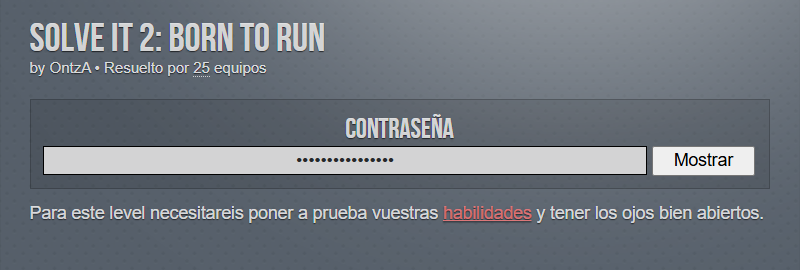 SOLVE IT 2: BORN TO RUN
by OntzA • Resuelto por 25 equipos
CONTRASEÑA
•••••••••••••••• Mostrar
Para este level necesitareis poner a prueba vuestras habilidades y tener los ojos bien abiertos.